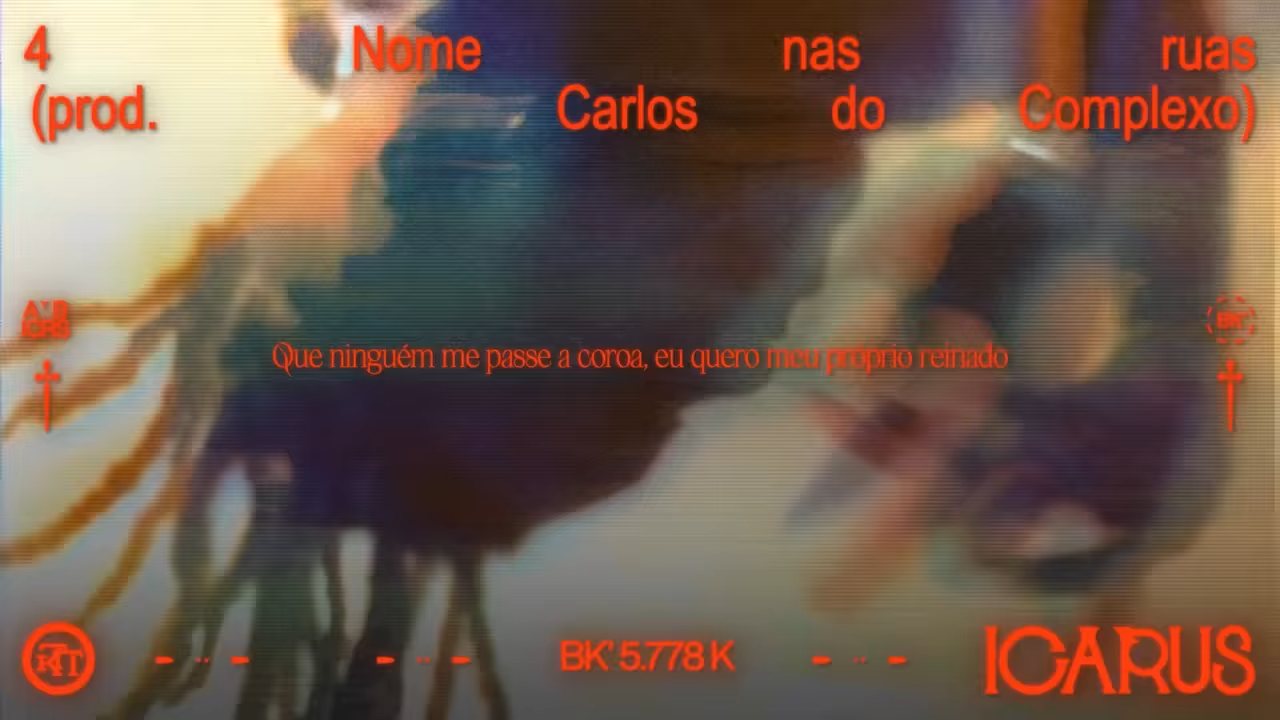 4 Nome nas ruas
(prod. Carlos do Complexo)
BK'
Que ninguém me passe a coroa, eu quero meu próprio reinado
BK' 5.778 K
ICARUS